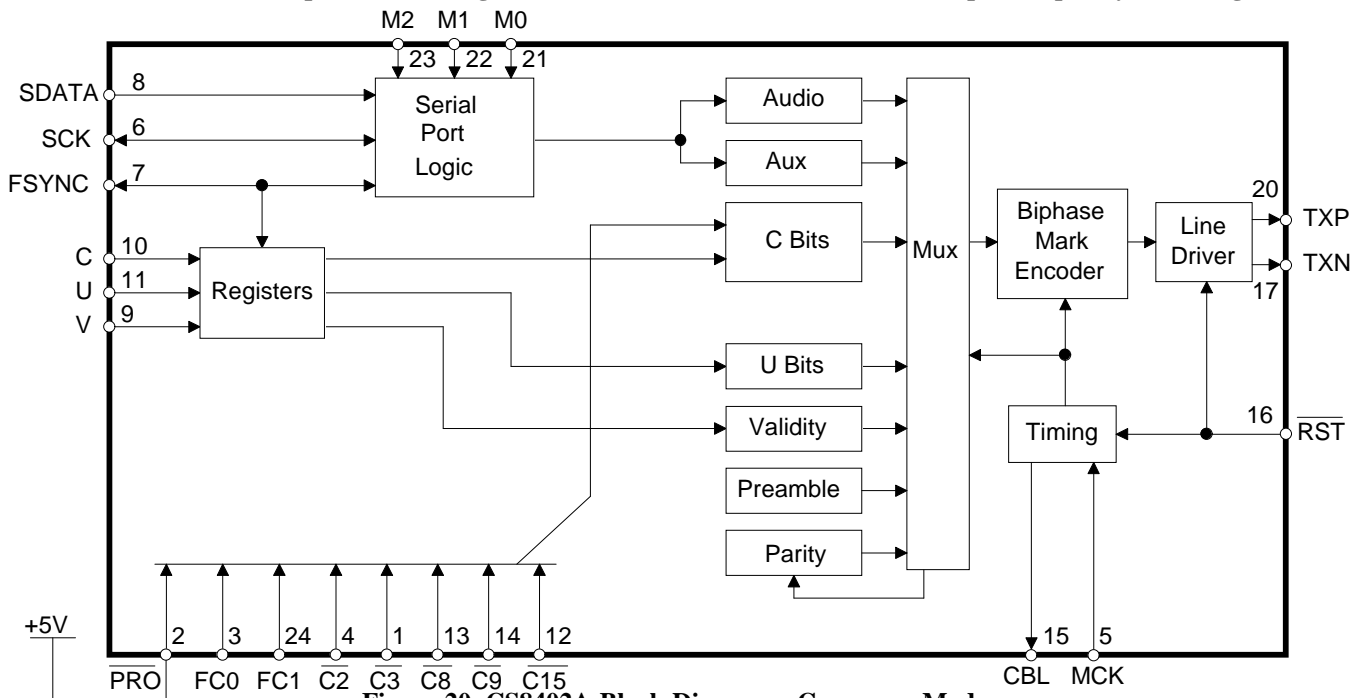 M2 M1 M0
23 22 21
SDATA 8
SCK 6
FSYNC 7
Serial
Port
Logic
Audio
Aux
C Bits
Mux
Biphase
Mark
Encoder
Line
Driver
20 TXP
TXN
17
C 10
U 11
V 9
Registers
U Bits
Validity
Preamble
Parity
Timing
16 RST
+5V
2 3 24 4 1 13 14 12 15 5
PRO FC0 FC1 C2 C3 C8 C9 C15 CBL MCK